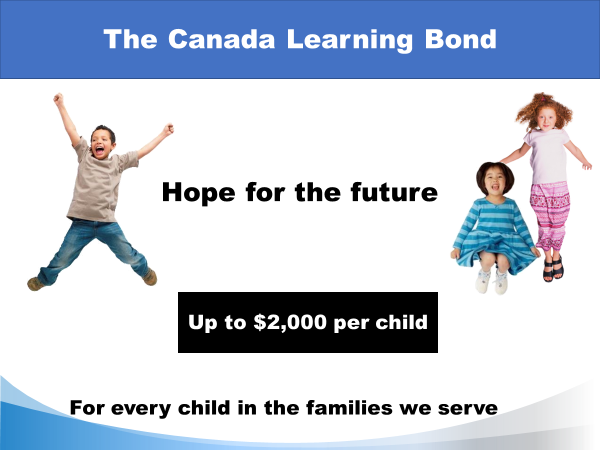 The Canada Learning Bond
Hope for the future
Up to $2,000 per child
For every child in the families we serve